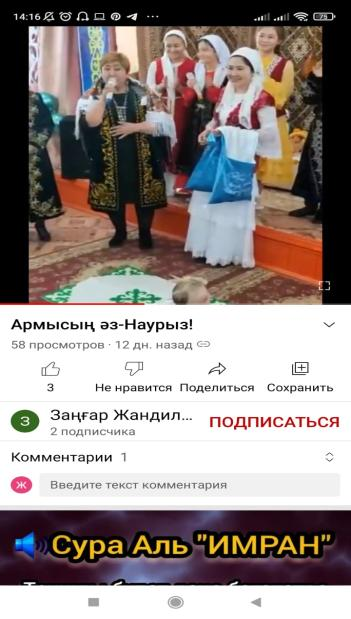 14:16
75
Армысың әз-Наурыз!
58 просмотров · 12 дн. назад
3
Не нравится
Поделиться
Сохранить
З
Заңғар Жандил...
2 подписчика
ПОДПИСАТЬСЯ
Комментарии 1
Ж
Введите текст комментария
Сура Аль "ИМРАН"